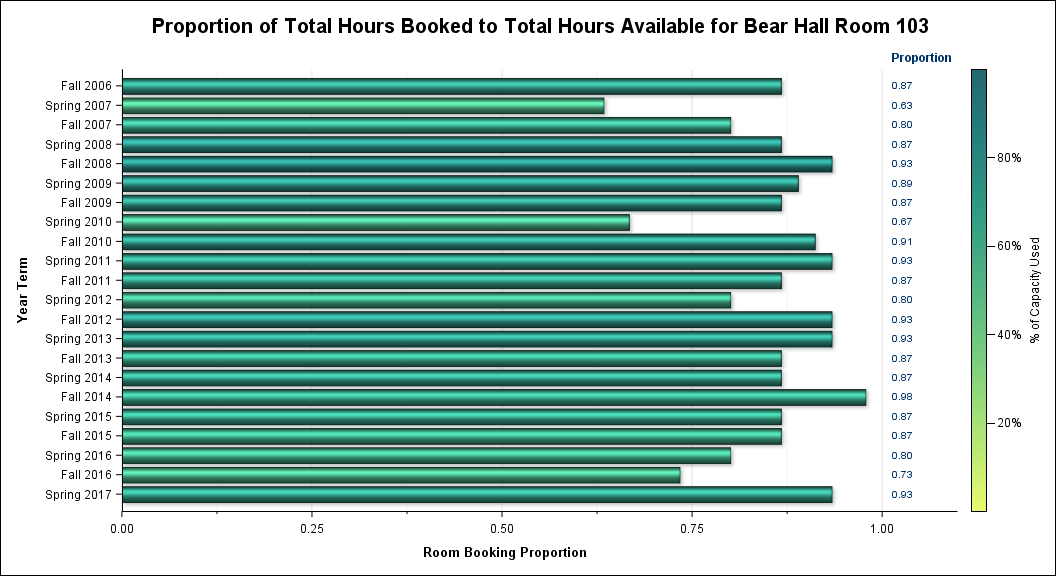 Proportion of Total Hours Booked to Total Hours Available for Bear Hall Room 103
Proportion
Fall 2006 0.87
Spring 2007 0.63
Fall 2007 0.80
Spring 2008 0.87
Fall 2008 0.93
Spring 2009 0.89
Fall 2009 0.87
Spring 2010 0.67
Fall 2010 0.91
Spring 2011 0.93
Fall 2011 0.87
Spring 2012 0.80
Fall 2012 0.93
Spring 2013 0.93
Fall 2013 0.87
Spring 2014 0.87
Fall 2014 0.98
Spring 2015 0.87
Fall 2015 0.87
Spring 2016 0.80
Fall 2016 0.73
Spring 2017 0.93
Year Term
0.00 0.25 0.50 0.75 1.00
Room Booking Proportion
80%
60%
40%
20%
% of Capacity Used